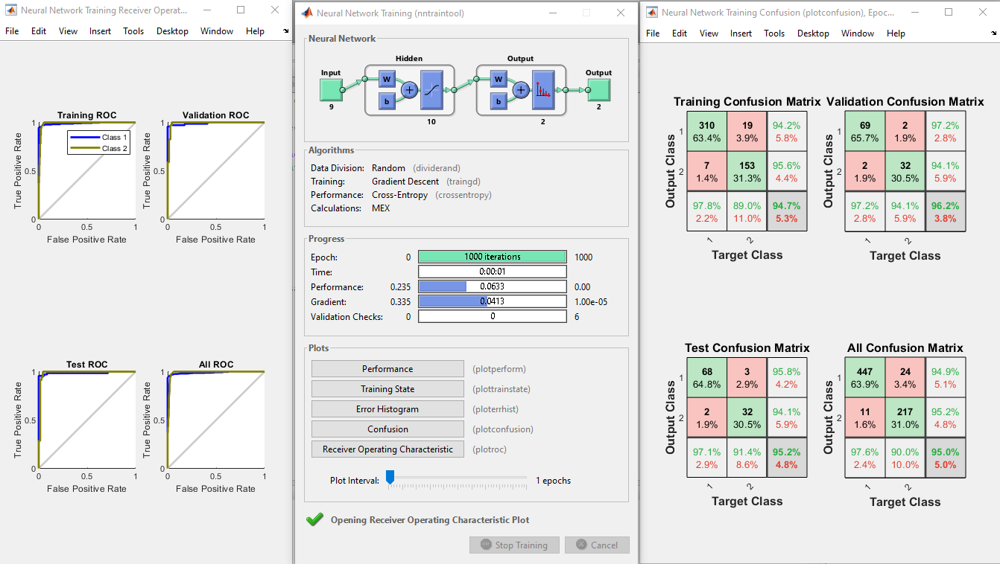 Neural Network Training Receiver Operat...
File Edit View Insert Tools Desktop Window Help
Training ROC
Class 1
Class 2
1
0.5
0
0 0.5 1
True Positive Rate
False Positive Rate
Validation ROC
1
0.5
0
0 0.5 1
True Positive Rate
False Positive Rate
Test ROC
1
0.5
0
0 0.5 1
True Positive Rate
False Positive Rate
All ROC
1
0.5
0
0 0.5 1
True Positive Rate
False Positive Rate
Neural Network Training (nntraintool)
Neural Network
Hidden
Output
Input
W
b
W
b
Output
9
10
2
2
Algorithms
Data Division: Random (dividerand)
Training: Gradient Descent (traingd)
Performance: Cross-Entropy (crossentropy)
Calculations: MEX
Progress
Epoch: 0 1000 iterations 1000
Time: 0:00:01
Performance: 0.235 0.0633 0.00
Gradient: 0.335 0.0413 1.00e-05
Validation Checks: 0 0 6
Plots
Performance (plotperform)
Training State (plottrainstate)
Error Histogram (ploterrhist)
Confusion (plotconfusion)
Receiver Operating Characteristic (plotroc)
Plot Interval: 1 epochs
Opening Receiver Operating Characteristic Plot
Stop Training
Cancel
Neural Network Training Confusion (plotconfusion), Epoc...
File Edit View Insert Tools Desktop Window Help
Training Confusion Matrix
1 310 19 94.2%
63.4% 3.9% 5.8%
2 7 153 95.6%
1.4% 31.3% 4.4%
97.8% 89.0% 94.7%
2.2% 11.0% 5.3%
1 2
Output Class
Target Class
Validation Confusion Matrix
1 69 2 97.2%
65.7% 1.9% 2.8%
2 2 32 94.1%
1.9% 30.5% 5.9%
97.2% 94.1% 96.2%
2.8% 5.9% 3.8%
1 2
Output Class
Target Class
Test Confusion Matrix
1 68 3 95.8%
64.8% 2.9% 4.2%
2 2 32 94.1%
1.9% 30.5% 5.9%
97.1% 91.4% 95.2%
2.9% 8.6% 4.8%
1 2
Output Class
Target Class
All Confusion Matrix
1 447 24 94.9%
63.9% 3.4% 5.1%
2 11 217 95.2%
1.6% 31.0% 4.8%
97.6% 90.0% 95.0%
2.4% 10.0% 5.0%
1 2
Output Class
Target Class